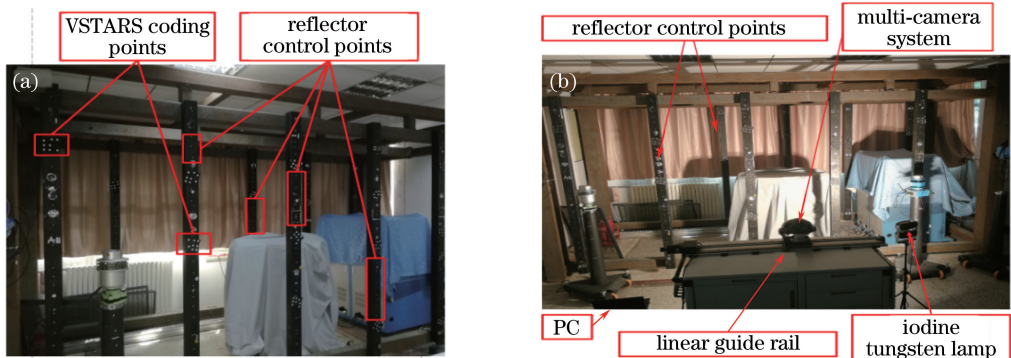 VSTARS coding
points
reflector
control points
(a)
reflector control points
multi-camera
system
(b)
PC
linear guide rail
iodine
tungsten lamp